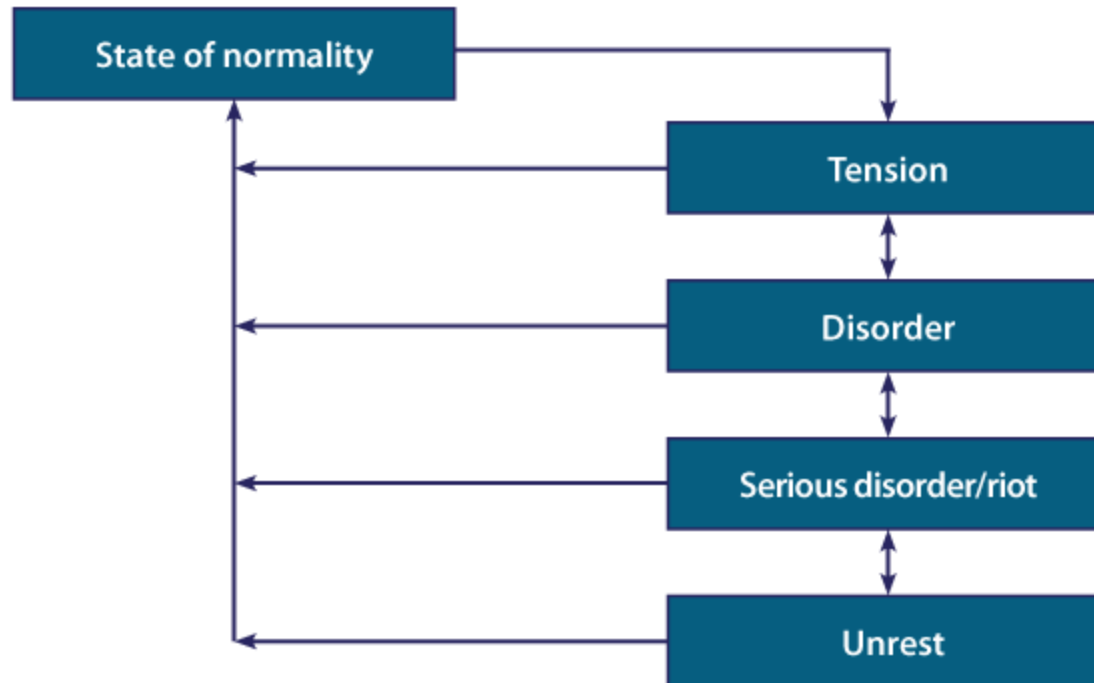 State of normality
Tension
Disorder
Serious disorder/riot
Unrest